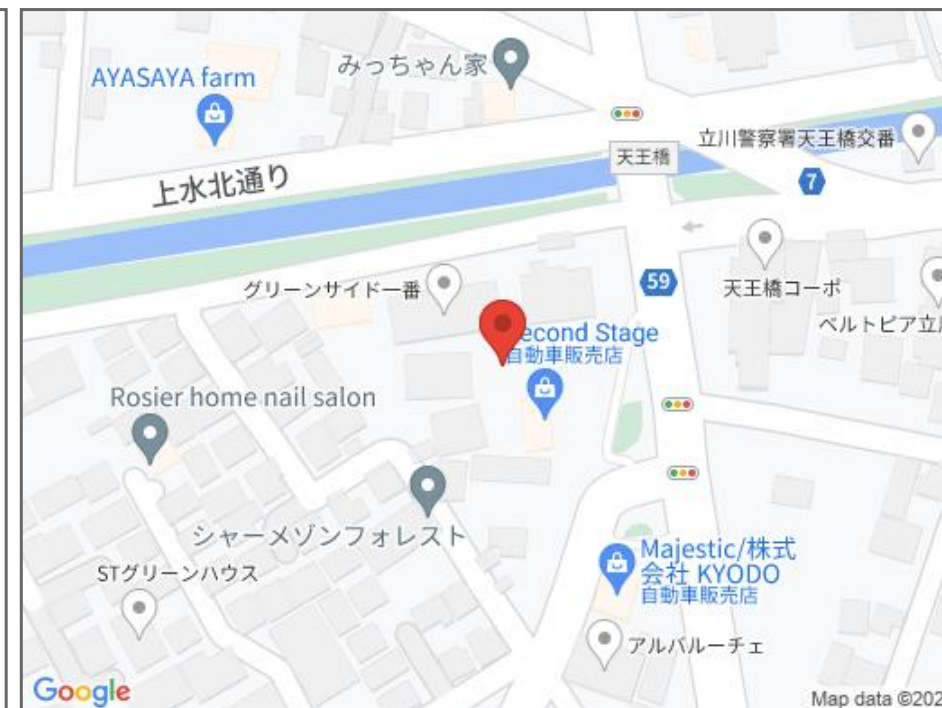 みっちゃん家
AYASAYA farm
立川警察署天王橋交番
天王橋
上水北通り
7
グリーンサイド一番
59
天王橋コーポ
econd Stage
自動車販売店
ベルトピア立川
Rosier home nail salon
シャーメゾンフォレスト
Majestic/株式
会社 KYODO
自動車販売店
STグリーンハウス
アルバルーチェ
Google
Map data ©202